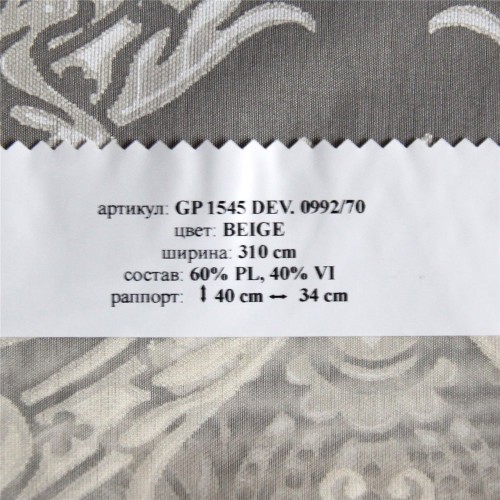 артикул: GP 1545 DEV. 0992/70
цвет: BEIGE
ширина: 310 cm
состав: 60% PL, 40% VI
раппорт: ↕ 40 cm ↔ 34 cm